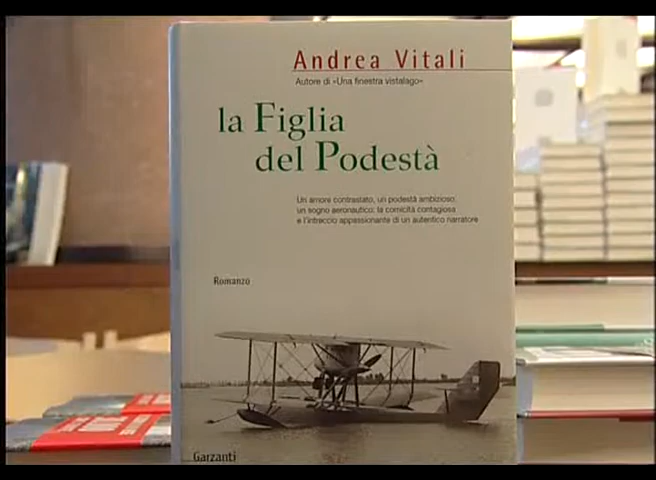 Andrea Vitali
Autore di «Una finestra vistalago»
la Figlia
del Podestà
Un amore contrastato, un podestà ambizioso,
un sogno aeronautico: la comicità contagiosa
e l'intreccio appassionante di un autentico narratore
Romanzo
Garzanti